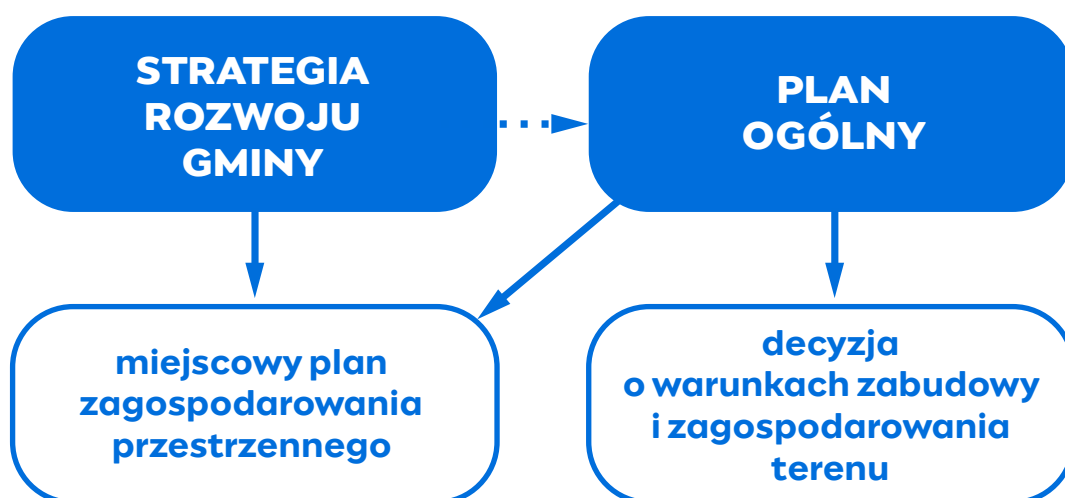 STRATEGIA
ROZWOJU
GMINY
PLAN
OGÓLNY
miejscowy plan
zagospodarowania
przestrzennego
decyzja
o warunkach zabudowy
i zagospodarowania
terenu